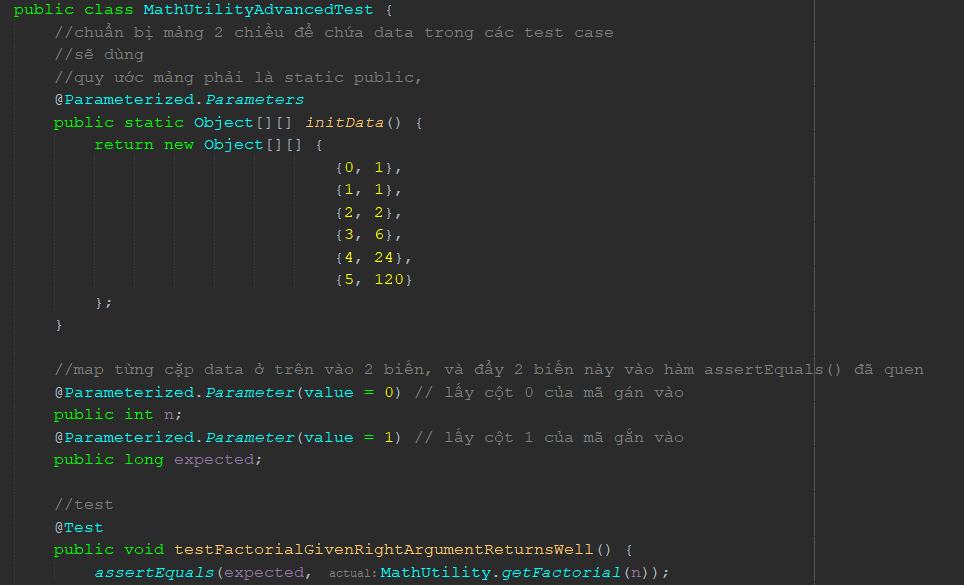 public class MathUtilityAdvancedTest {
//chuẩn bị mảng 2 chiều để chứa data trong các test case
//sẽ dùng
//quy ước mảng phải là static public,
@Parameterized.Parameters
public static Object[][] initData() {
return new Object[][] {
{0, 1},
{1, 1},
{2, 2},
{3, 6},
{4, 24},
{5, 120}
};
}
//map từng cặp data ở trên vào 2 biến, và đẩy 2 biến này vào hàm assertEquals() đã quen
@Parameterized.Parameter(value = 0) // lấy cột 0 của mã gán vào
public int n;
@Parameterized.Parameter(value = 1) // lấy cột 1 của mã gắn vào
public long expected;
//test
@Test
public void testFactorialGivenRightArgumentReturnsWell() {
assertEquals(expected, actual: MathUtility.getFactorial(n));